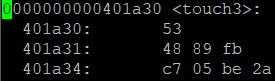 0000000000401a30 <touch3>:
401a30: 53
401a31: 48 89 fb
401a34: c7 05 be 2a